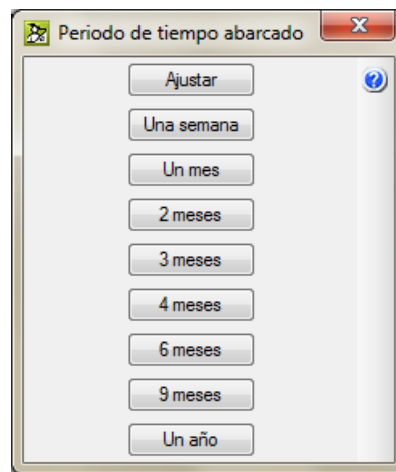 Periodo de tiempo abarcado
Ajustar
Una semana
Un mes
2 meses
3 meses
4 meses
6 meses
9 meses
Un año